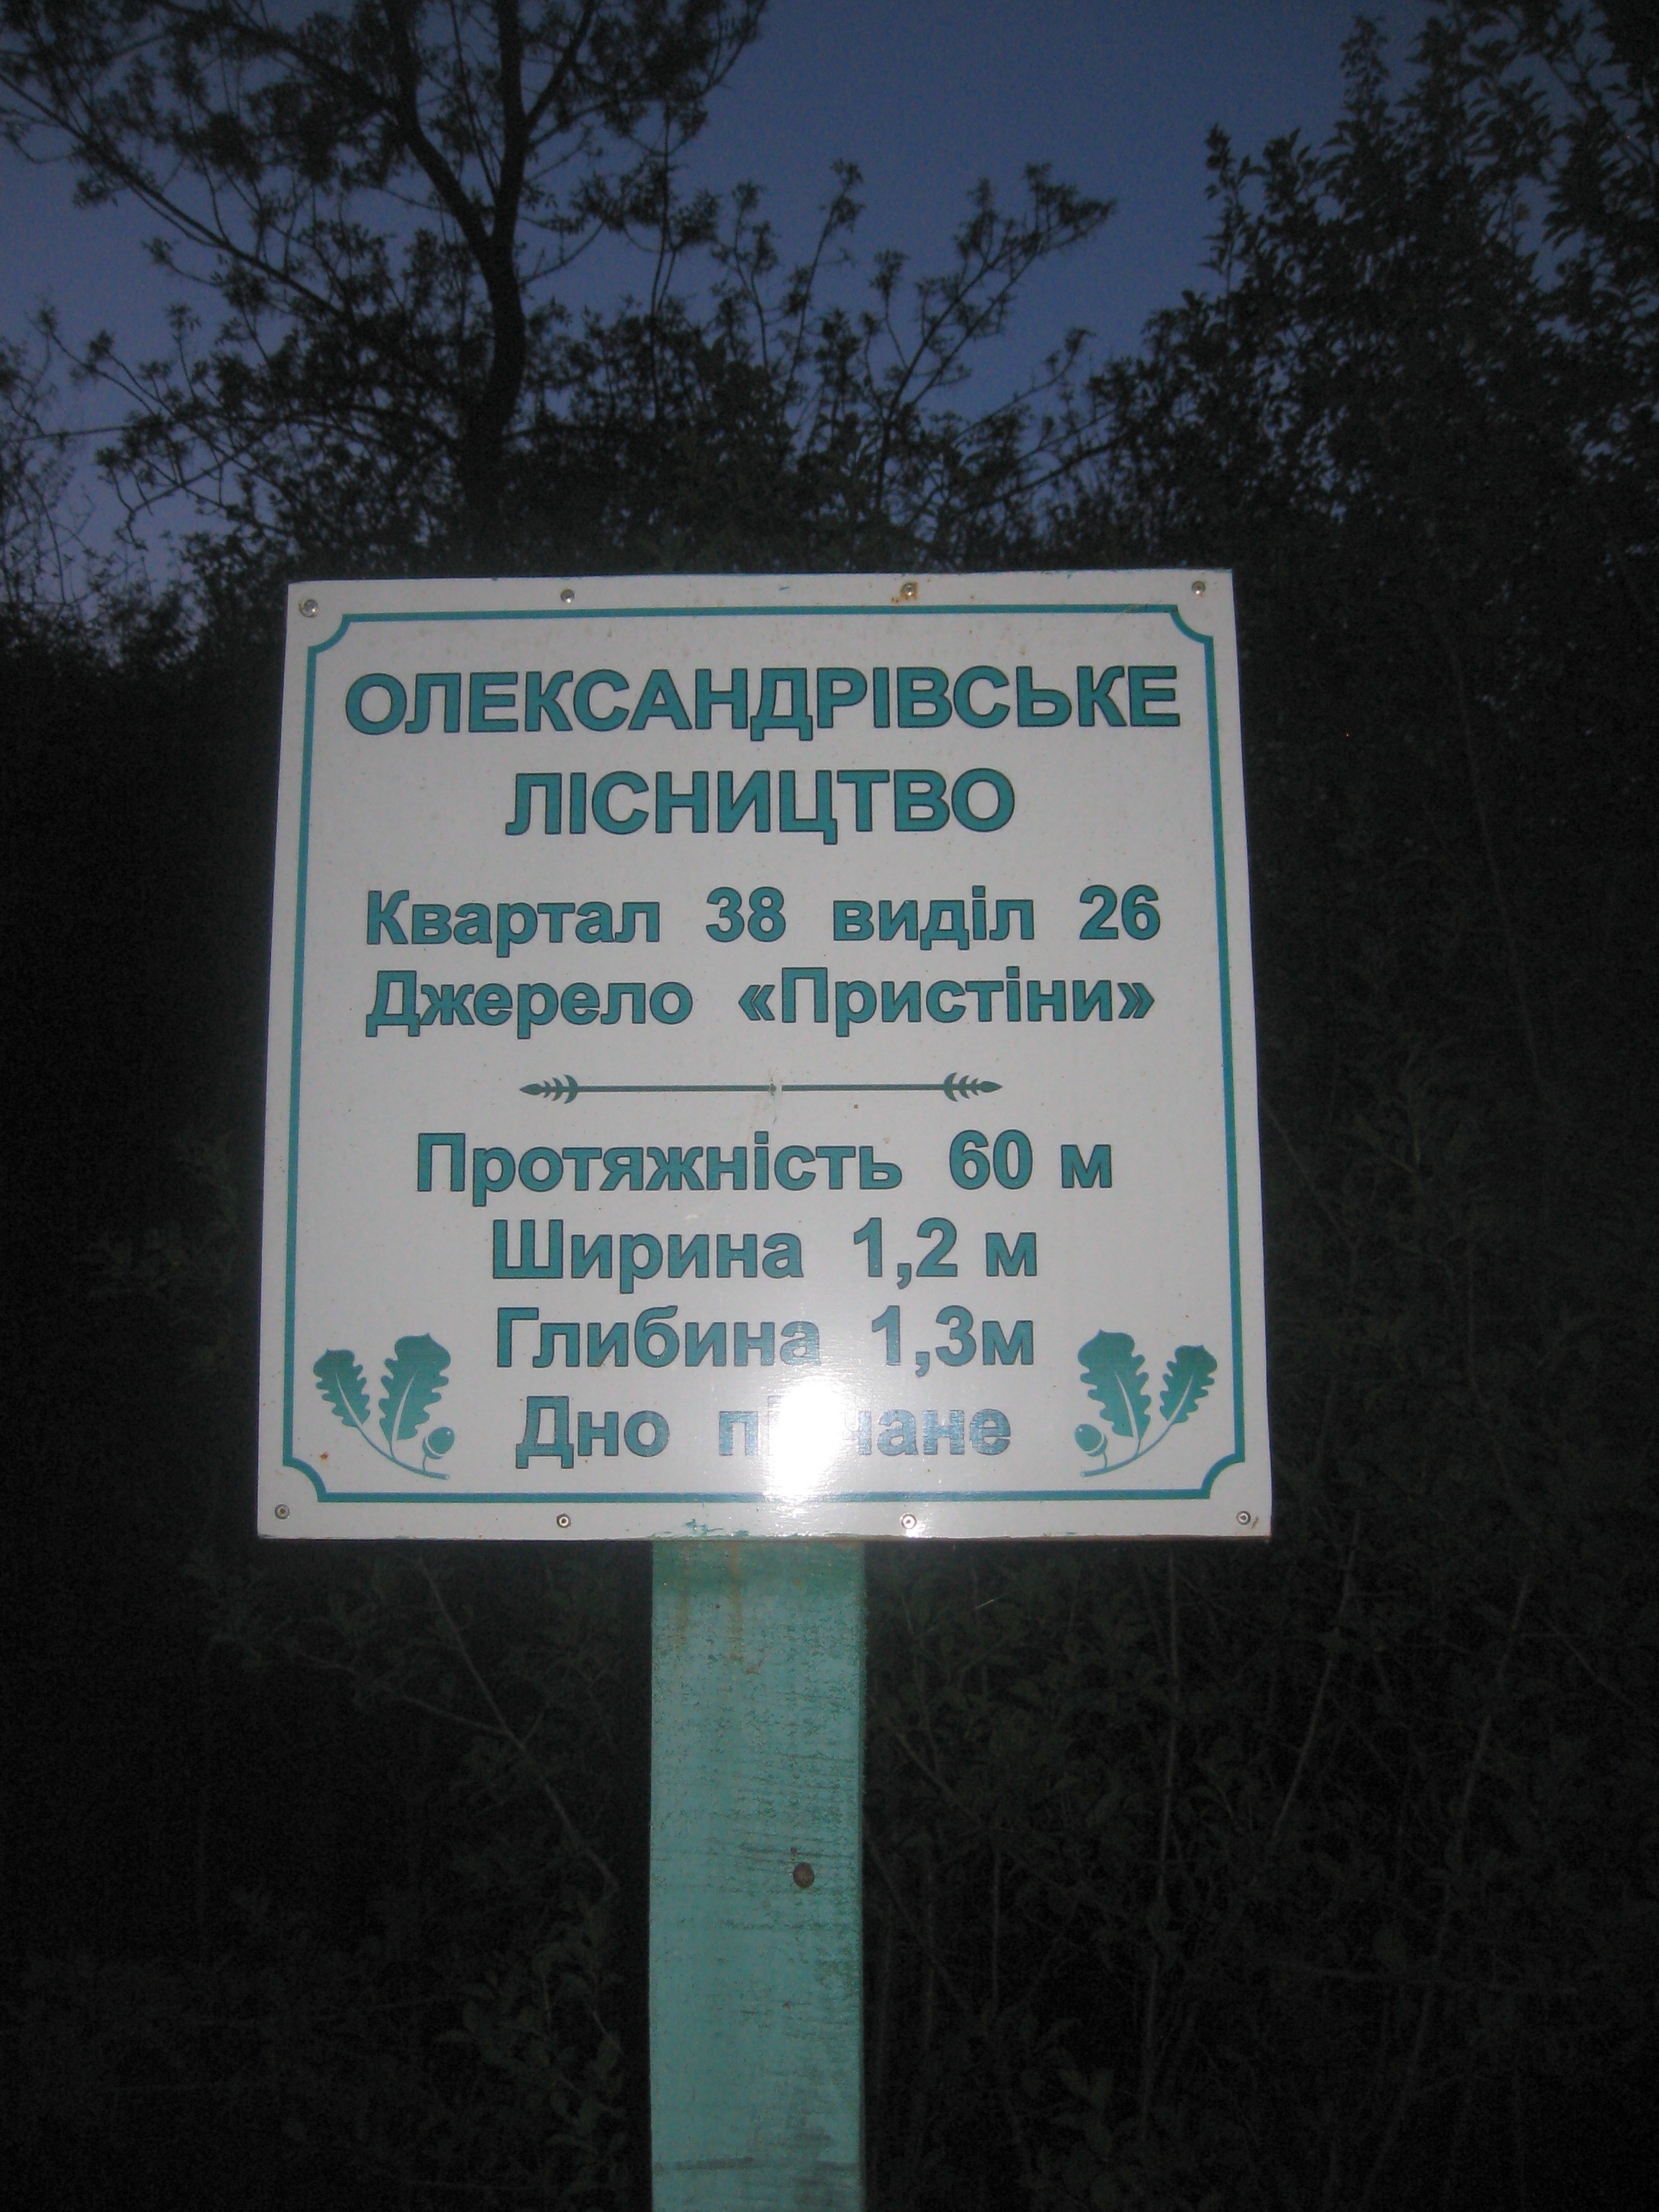 ОЛЕКСАНДРІВСЬКЕ
ЛІСНИЦТВО
Квартал 38 виділ 26
Джерело «Пристіни»
Протяжність 60 м
Ширина 1,2 м
Глибина 1,3м
Дно